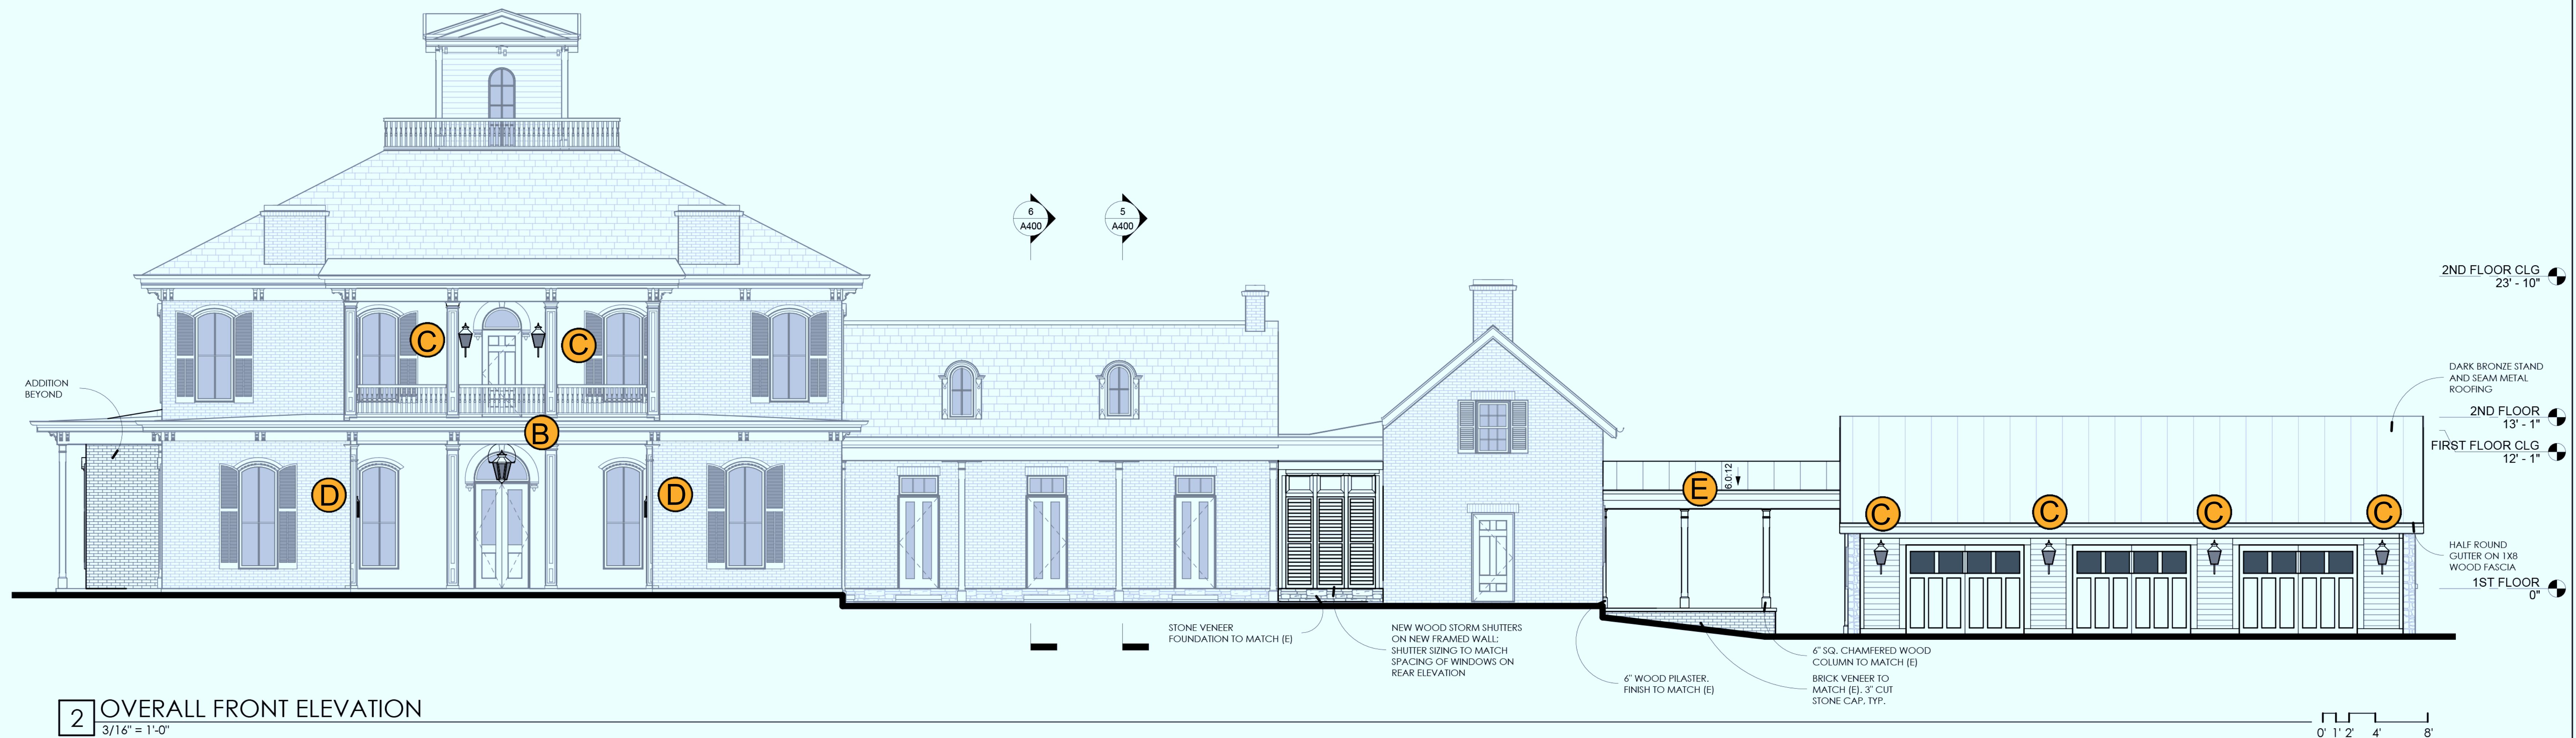 6
A400
5
A400
2ND FLOOR CLG
23' - 10"
C
C
ADDITION
BEYOND
DARK BRONZE STAND
AND SEAM METAL
ROOFING
2ND FLOOR
13' - 1"
B
FIRST FLOOR CLG
12' - 1"
D
D
E
6.0:12
C
C
C
C
HALF ROUND
GUTTER ON 1X8
WOOD FASCIA
1ST FLOOR
0"
STONE VENEER
FOUNDATION TO MATCH (E)
NEW WOOD STORM SHUTTERS
ON NEW FRAMED WALL;
SHUTTER SIZING TO MATCH
SPACING OF WINDOWS ON
REAR ELEVATION
6" WOOD PILASTER.
FINISH TO MATCH (E)
6" SQ. CHAMFERED WOOD
COLUMN TO MATCH (E)
BRICK VENEER TO
MATCH (E). 3" CUT
STONE CAP, TYP.
2
OVERALL FRONT ELEVATION
3/16" = 1'-0"
0' 1' 2' 4' 8'